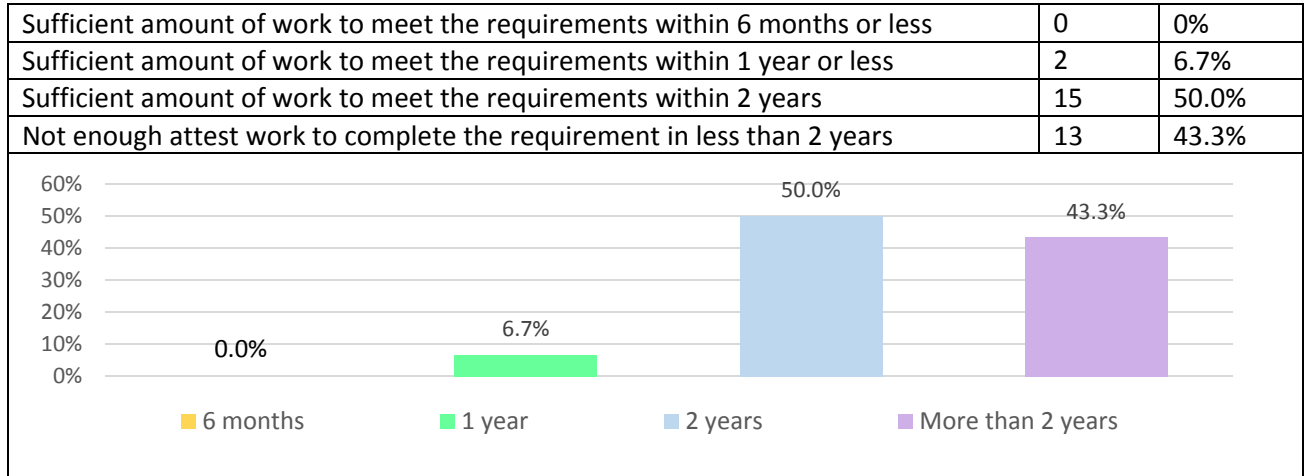 Sufficient amount of work to meet the requirements within 6 months or less 0 0%
Sufficient amount of work to meet the requirements within 1 year or less 2 6.7%
Sufficient amount of work to meet the requirements within 2 years 15 50.0%
Not enough attest work to complete the requirement in less than 2 years 13 43.3%
60%
50%
40%
30%
20%
10%
0%
0.0%
6.7%
50.0%
43.3%
6 months 1 year 2 years More than 2 years